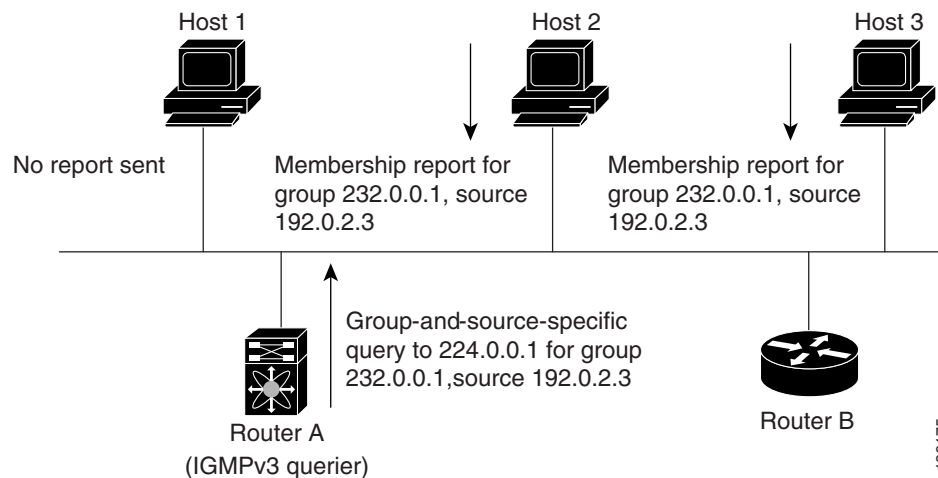 Host 1
Host 2
Host 3
No report sent
Membership report for
group 232.0.0.1, source
192.0.2.3
Membership report for
group 232.0.0.1, source
192.0.2.3
Group-and-source-specific
query to 224.0.0.1 for group
232.0.0.1,source 192.0.2.3
Router A
(IGMPv3 querier)
Router B